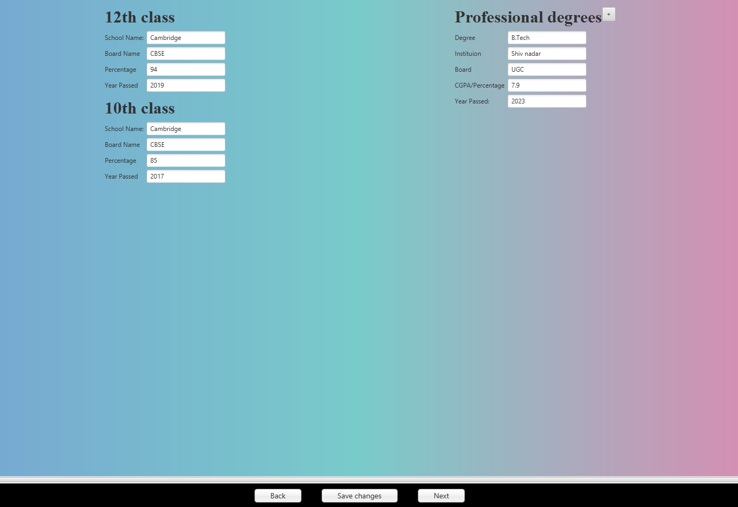 12th class
School Name: Cambridge
Board Name CBSE
Percentage 94
Year Passed 2019
10th class
School Name: Cambridge
Board Name CBSE
Percentage 85
Year Passed 2017
Professional degrees +
Degree B.Tech
Instituion Shiv nadar
Board UGC
CGPA/Percentage 7.9
Year Passed: 2023
Back Save changes Next